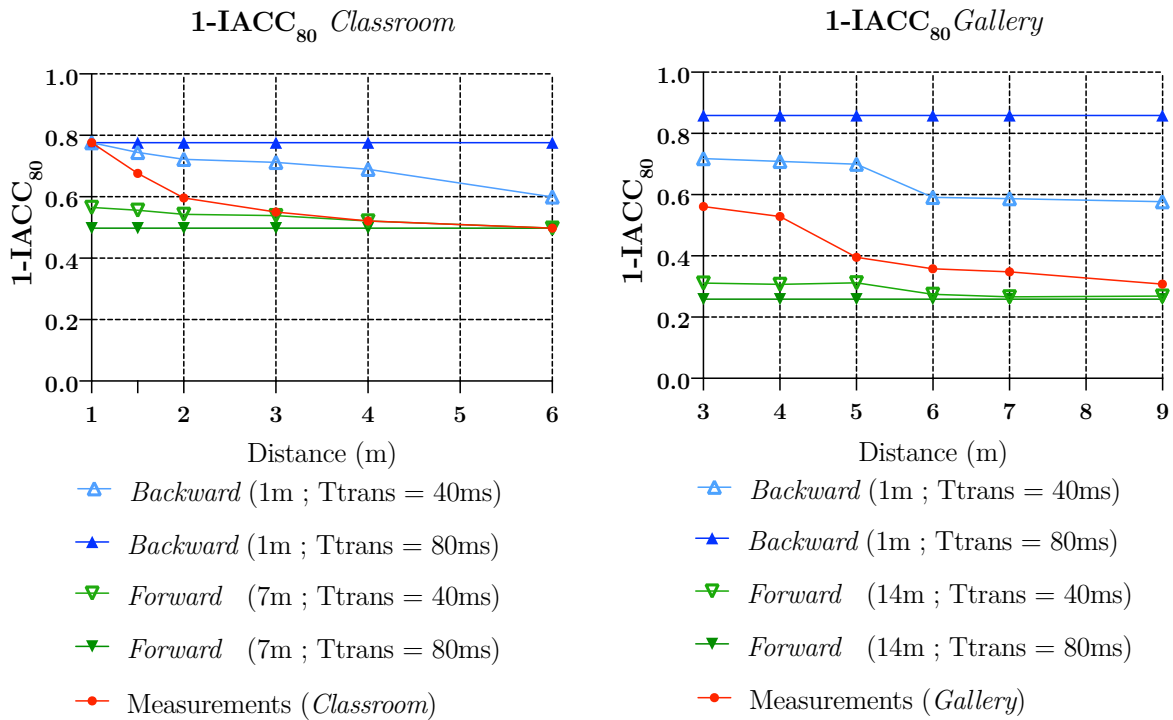 1-IACC80 Classroom
1.0
0.8
0.6
0.4
0.2
0.0
1-IACC80
1 2 3 4 5 6
Distance (m)
Backward (1m ; Ttrans = 40ms)
Backward (1m ; Ttrans = 80ms)
Forward (7m ; Ttrans = 40ms)
Forward (7m ; Ttrans = 80ms)
Measurements (Classroom)
1-IACC80 Gallery
1.0
0.8
0.6
0.4
0.2
0.0
1-IACC80
3 4 5 6 7 8 9
Distance (m)
Backward (1m ; Ttrans = 40ms)
Backward (1m ; Ttrans = 80ms)
Forward (14m ; Ttrans = 40ms)
Forward (14m ; Ttrans = 80ms)
Measurements (Gallery)